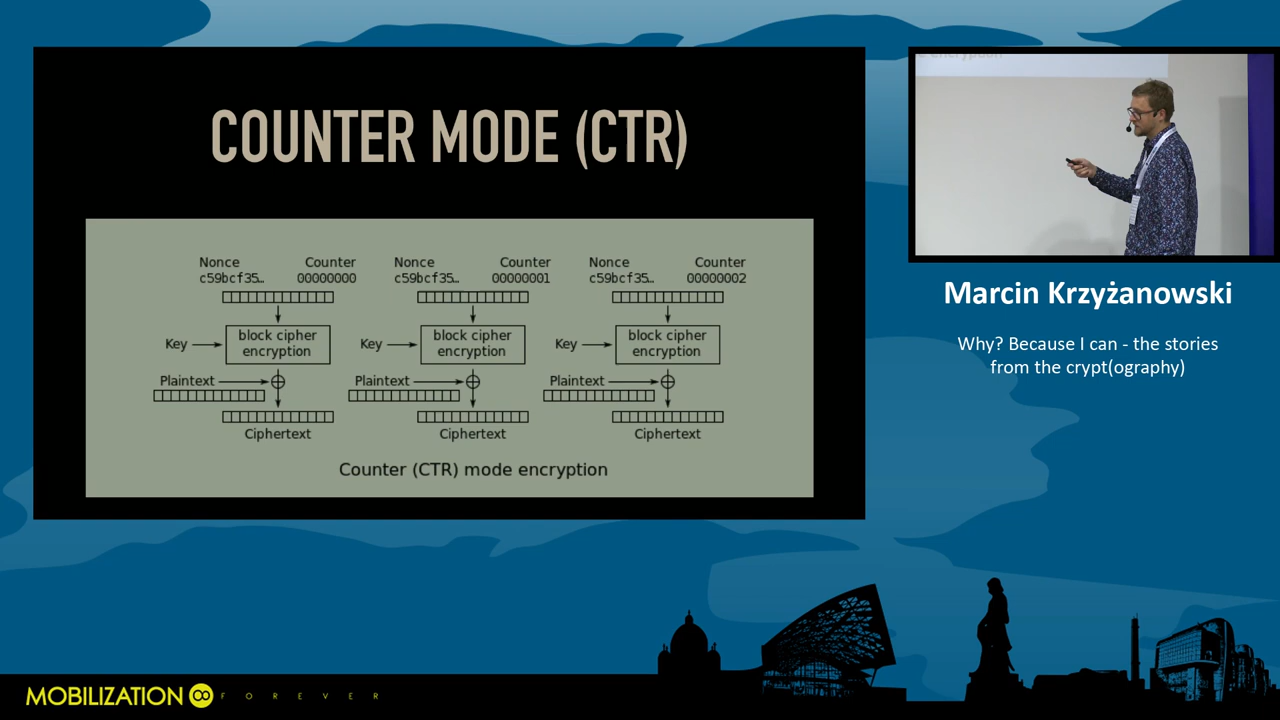 COUNTER MODE (CTR)
Nonce Counter Nonce Counter Nonce Counter
c59bcf35… 00000000 c59bcf35… 00000001 c59bcf35… 00000002
Key block cipher encryption Key block cipher encryption Key block cipher encryption
Plaintext Plaintext Plaintext
Ciphertext Ciphertext Ciphertext
Counter (CTR) mode encryption
Marcin Krzyżanowski
Why? Because I can - the stories
from the crypt(ography)
MOBILIZATION FOREVER